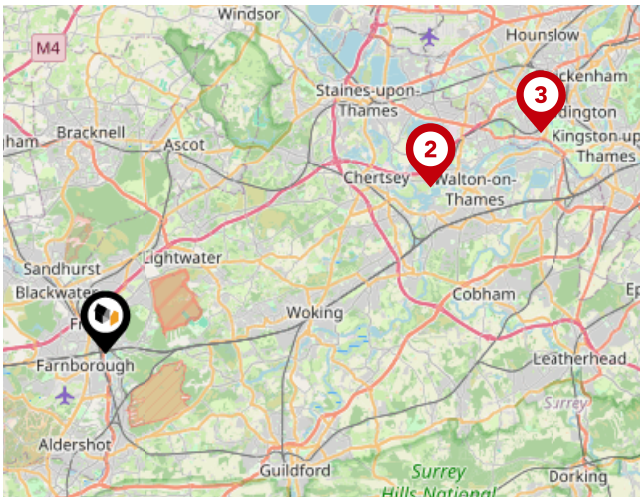 Windsor
M4
Hounslow
Staines-upon-
Thames
ckenham
3
dington
Bracknell
ham
Ascot
Kingston up
Thames
2
Chertsey
Walton-on-
Thames
Sandhurst
Lightwater
Blackwater
Cobham
Ep
Woking
Fr
Farnborough
Leatherhead
Surrey
Aldershot
Guildford
Surrey
Hills National
Dorking